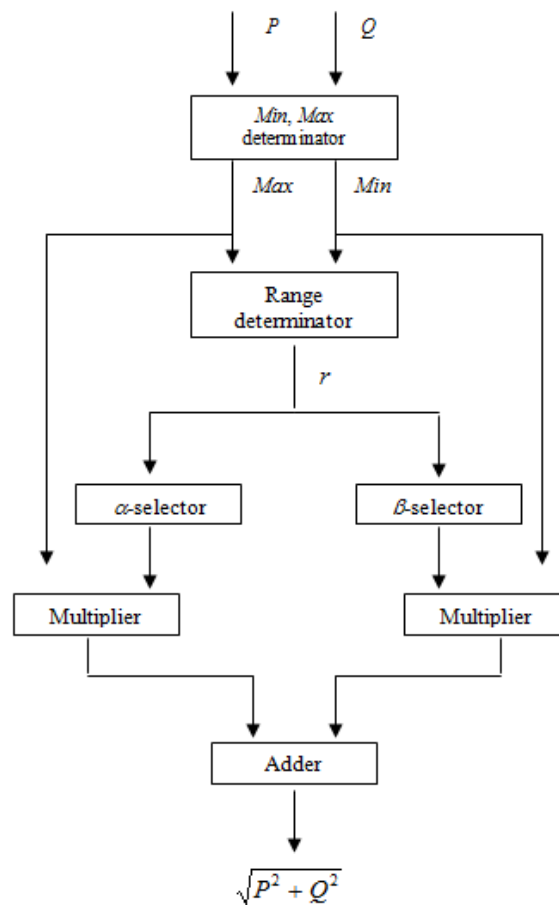 P Q
Min, Max
determinator
Max Min
Range
determinator
r
α-selector β-selector
Multiplier Multiplier
Adder
√(P² + Q²)